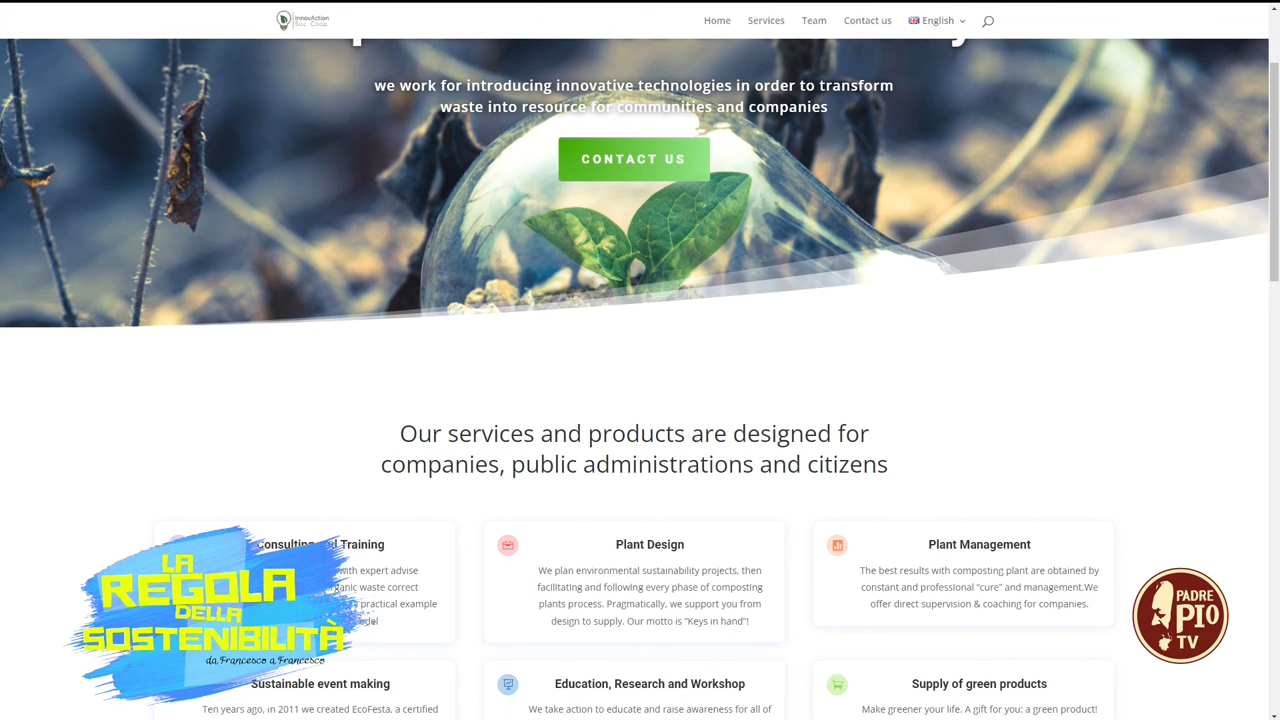 InnovAction
Soc. Coop.
Home
Services
Team
Contact us
English
we work for introducing innovative technologies in order to transform
waste into resource for communities and companies
CONTACT US
Our services and products are designed for
companies, public administrations and citizens
Consulting and Training
with expert advise
organic waste correct
practical example
Plant Design
We plan environmental sustainability projects, then
facilitating and following every phase of composting
plants process. Pragmatically, we support you from
design to supply. Our motto is “Keys in hand”!
Plant Management
The best results with composting plant are obtained by
constant and professional “cure” and management.We
offer direct supervision & coaching for companies.
LA
REGOLA
DELLA
SOSTENIBILITÀ
da Francesco a Francesco
PADRE
PIO
TV
Sustainable event making
Ten years ago, in 2011 we created EcoFesta, a certified
Education, Research and Workshop
We take action to educate and raise awareness for all of
Supply of green products
Make greener your life. A gift for you: a green product!